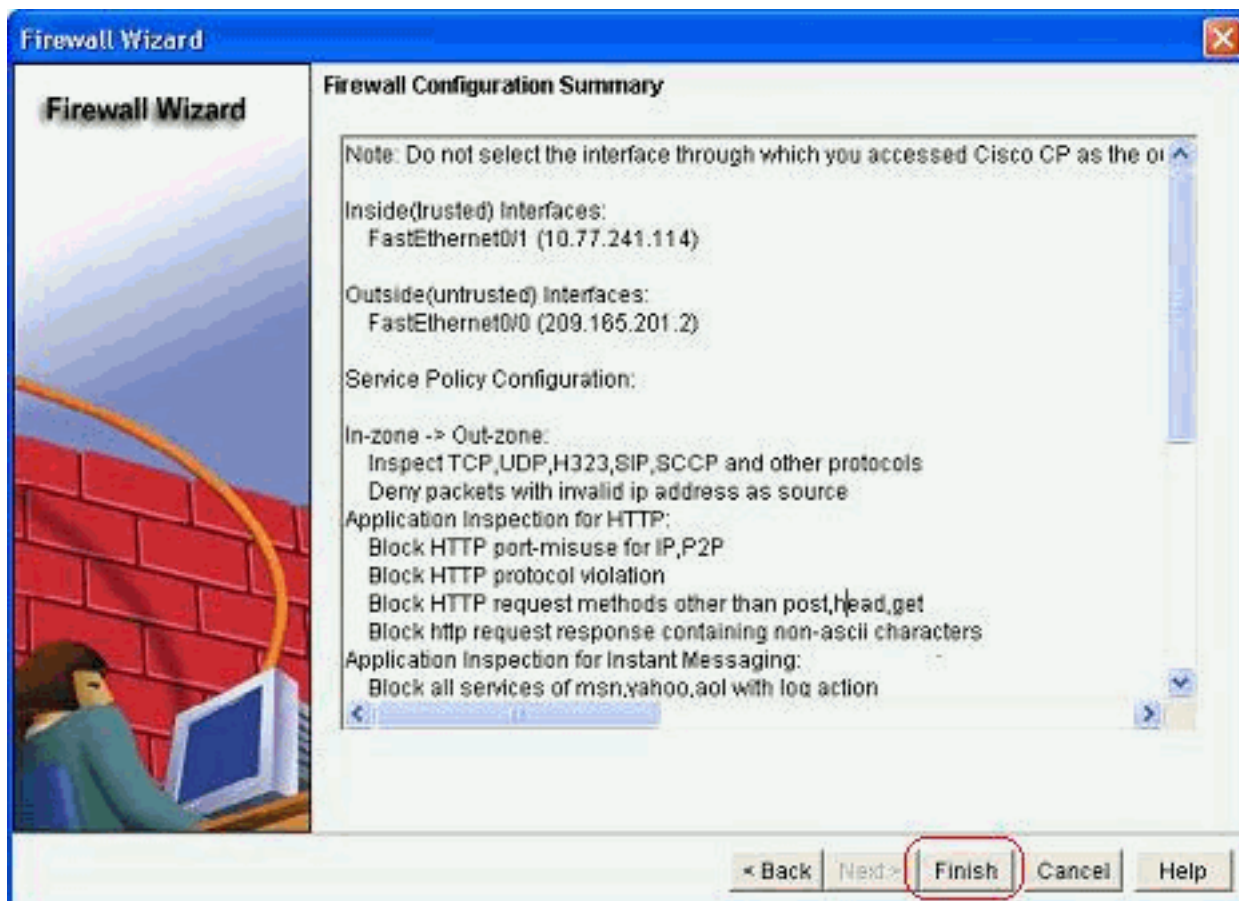 Firewall Wizard
Firewall Wizard
Firewall Configuration Summary
Note: Do not select the interface through which you accessed Cisco CP as the
Inside(trusted) Interfaces:
FastEthernet0/1 (10.77.241.114)
Outside(untrusted) Interfaces:
FastEthernet0/0 (209.165.201.2)
Service Policy Configuration:
In-zone -> Out-zone:
Inspect TCP,UDP,H323,SIP,SCCP and other protocols
Deny packets with invalid ip address as source
Application Inspection for HTTP:
Block HTTP port-misuse for IP,P2P
Block HTTP protocol violation
Block HTTP request methods other than post,head,get
Block http request response containing non-ascii characters
Application Inspection for Instant Messaging:
Block all services of msn,yahoo,aol with log action
< Back Next > Finish Cancel Help